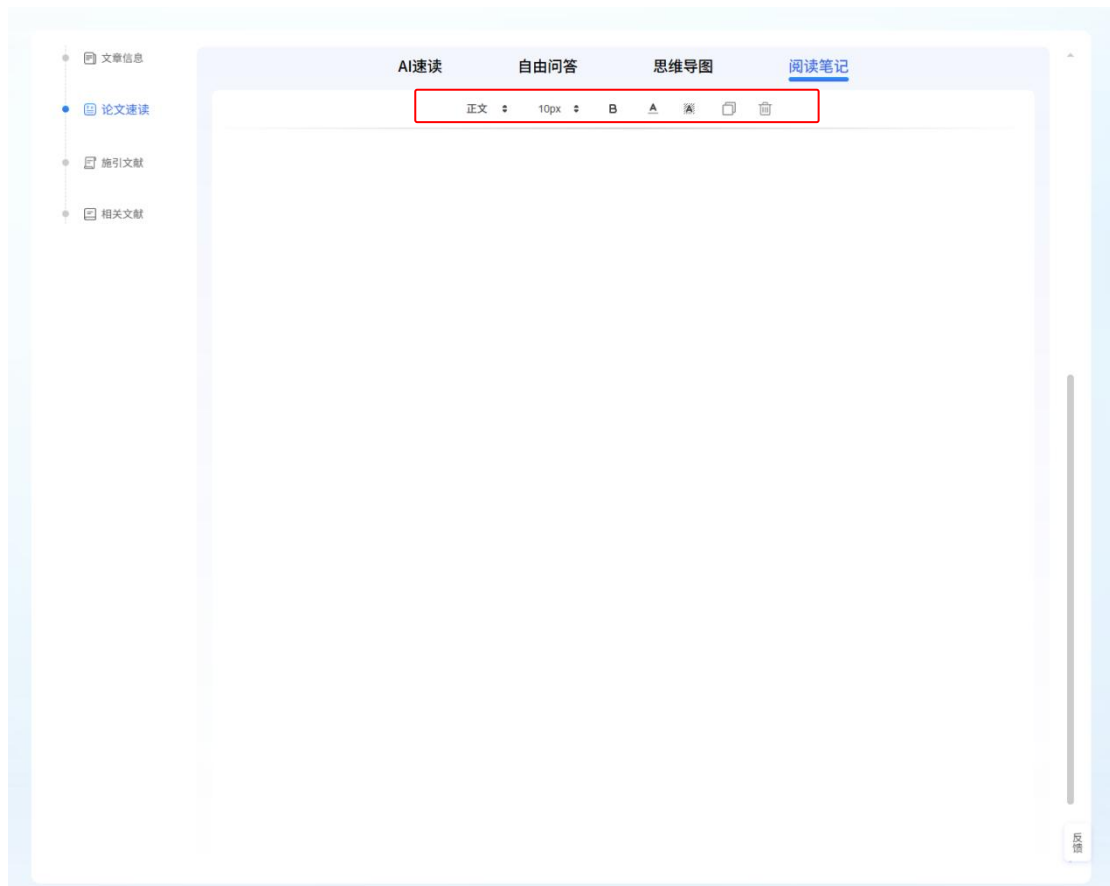 文章信息
论文速读
施引文献
相关文献
AI速读 自由问答 思维导图 阅读笔记
正文 10px B A A
反馈